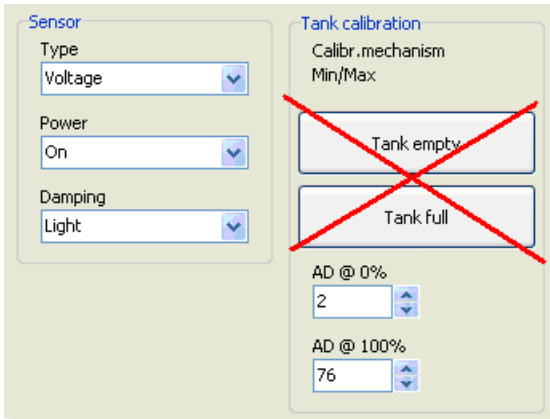 Sensor
Type
Voltage
Power
On
Damping
Light
Tank calibration
Calibr.mechanism
Min/Max
Tank empty
Tank full
AD @ 0%
2
AD @ 100%
76